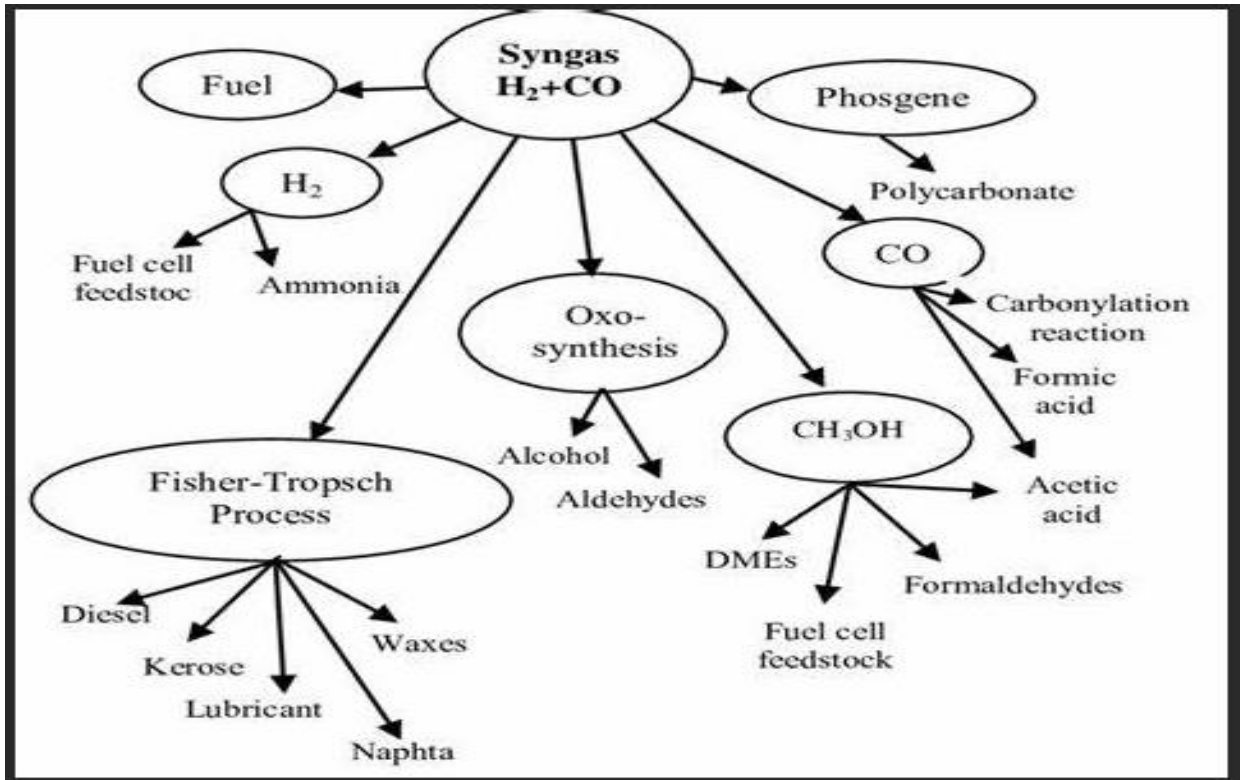 Syngas
H₂+CO
Fuel
Phosgene
H₂
Polycarbonate
CO
Fuel cell
feedstoc
Ammonia
Carbonylation
reaction
Oxo-
synthesis
Formic
acid
CH₃OH
Alcohol
Aldehydes
Fisher-Tropsch
Process
Acetic
acid
DMEs
Formaldehydes
Diesel
Waxes
Fuel cell
feedstock
Kerose
Lubricant
Naphta